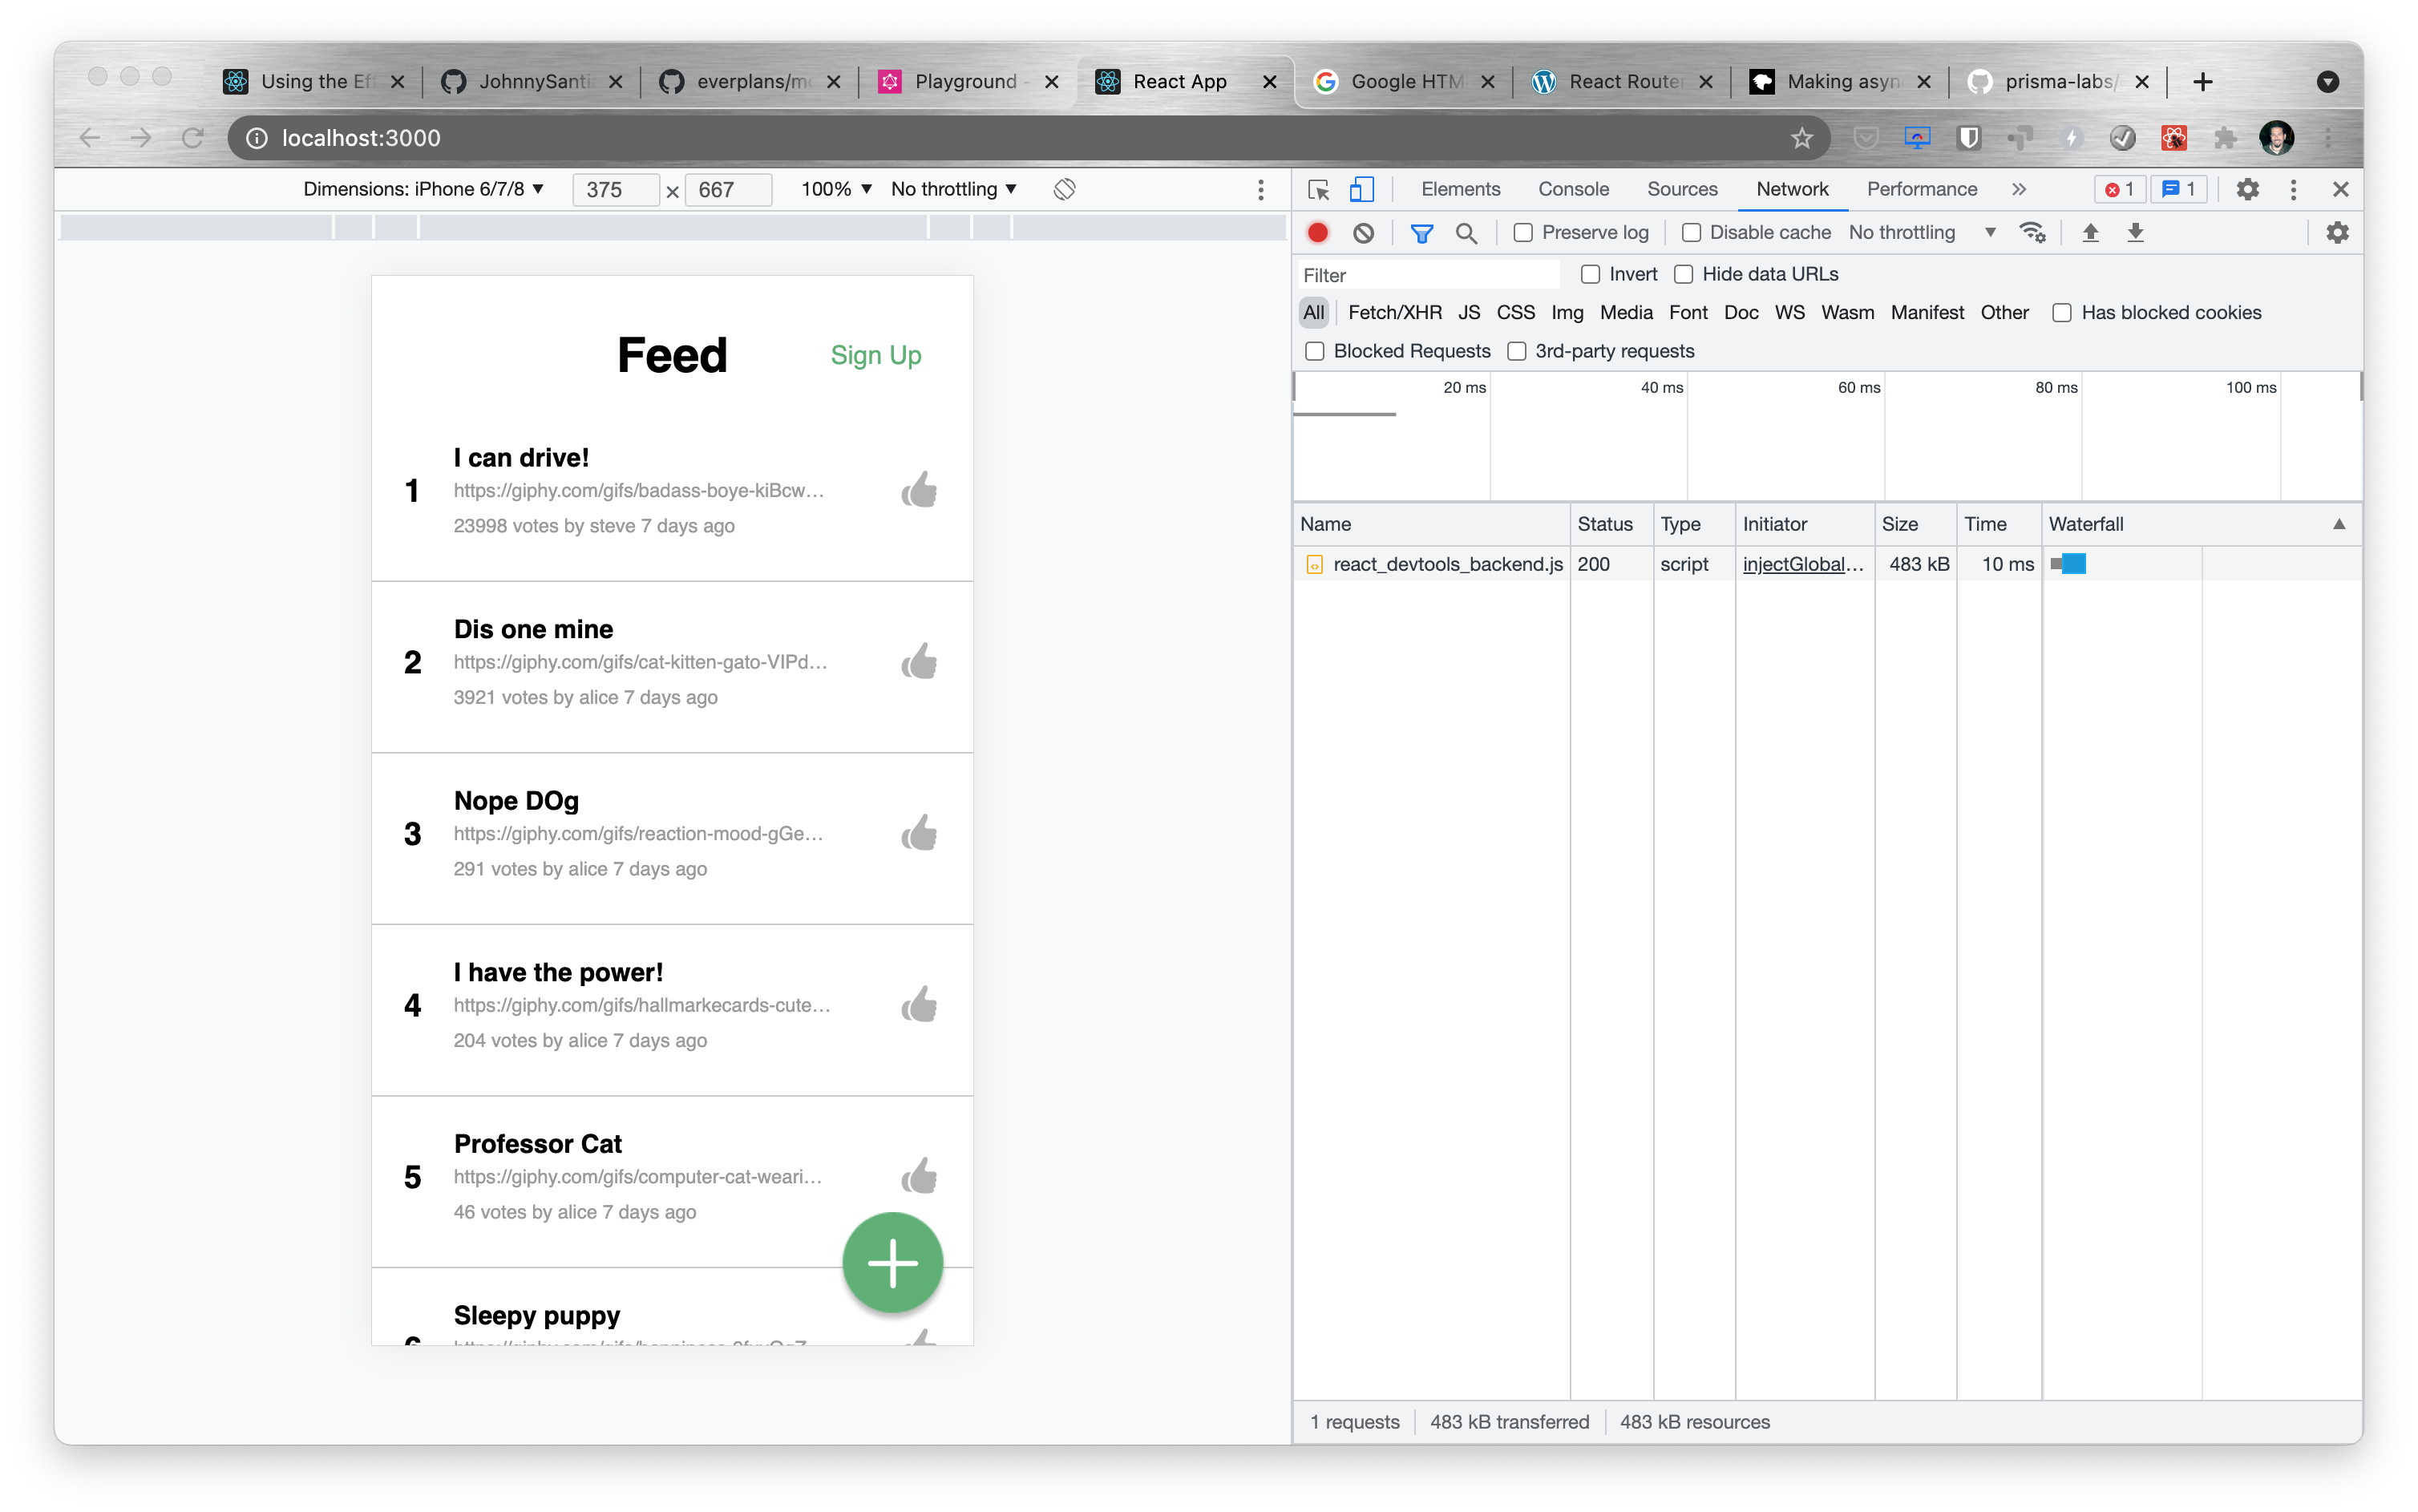 Using the Ef
JohnnySanti
everplans/m
Playground -
React App
Google HTM
React Router
Making asyn
prisma-labs/
localhost:3000
Dimensions: iPhone 6/7/8 375 × 667 100% No throttling
Elements Console Sources Network Performance » 1 1
Preserve log Disable cache No throttling
Filter Invert Hide data URLs
All Fetch/XHR JS CSS Img Media Font Doc WS Wasm Manifest Other Has blocked cookies
Blocked Requests 3rd-party requests
20 ms 40 ms 60 ms 80 ms 100 ms
Name Status Type Initiator Size Time Waterfall
react_devtools_backend.js 200 script injectGlobal… 483 kB 10 ms
1 requests 483 kB transferred 483 kB resources
Feed Sign Up
1
I can drive!
https://giphy.com/gifs/badass-boye-kiBcw…
23998 votes by steve 7 days ago
2
Dis one mine
https://giphy.com/gifs/cat-kitten-gato-VIPd…
3921 votes by alice 7 days ago
3
Nope DOg
https://giphy.com/gifs/reaction-mood-gGe…
291 votes by alice 7 days ago
4
I have the power!
https://giphy.com/gifs/hallmarkecards-cute…
204 votes by alice 7 days ago
5
Professor Cat
https://giphy.com/gifs/computer-cat-weari…
46 votes by alice 7 days ago
Sleepy puppy